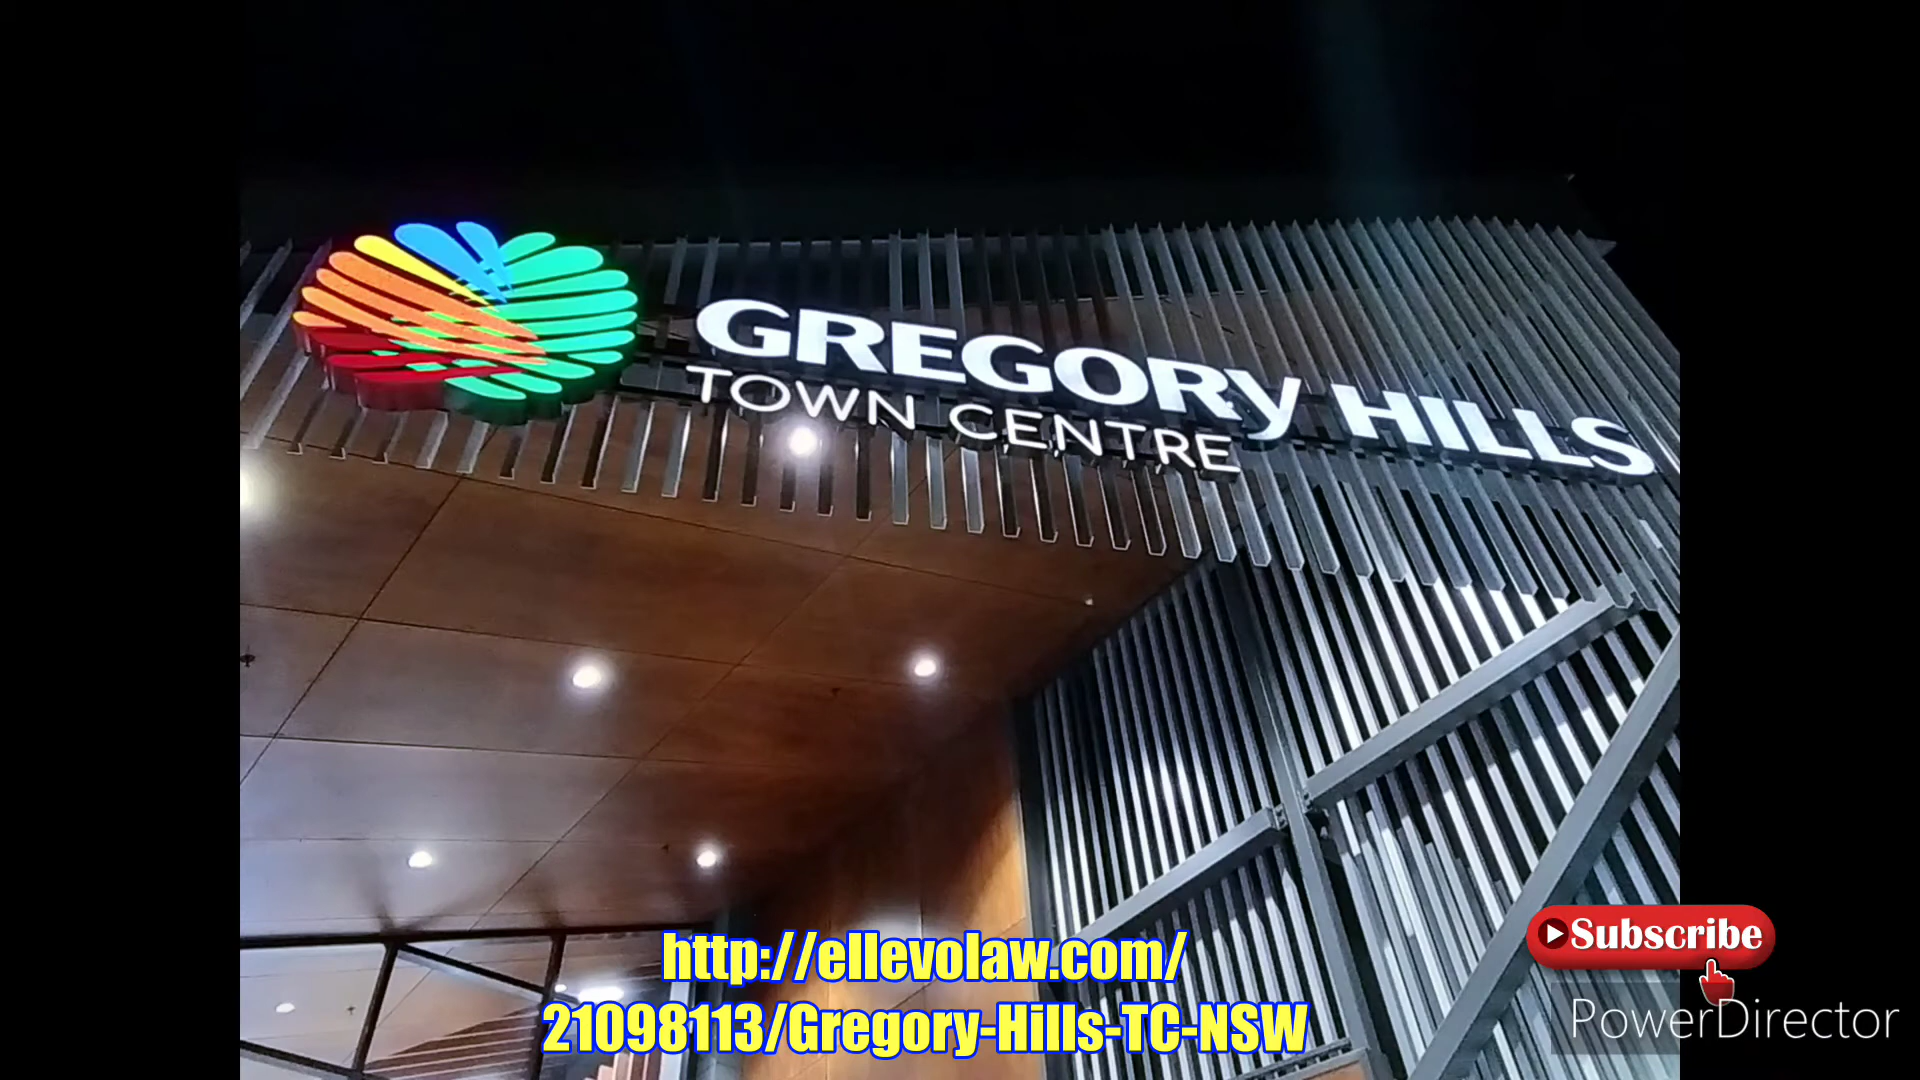 GREGORY HILLS
TOWN CENTRE
http://ellevolaw.com/
21098113/Gregory-Hills-TC-NSW
Subscribe
PowerDirector